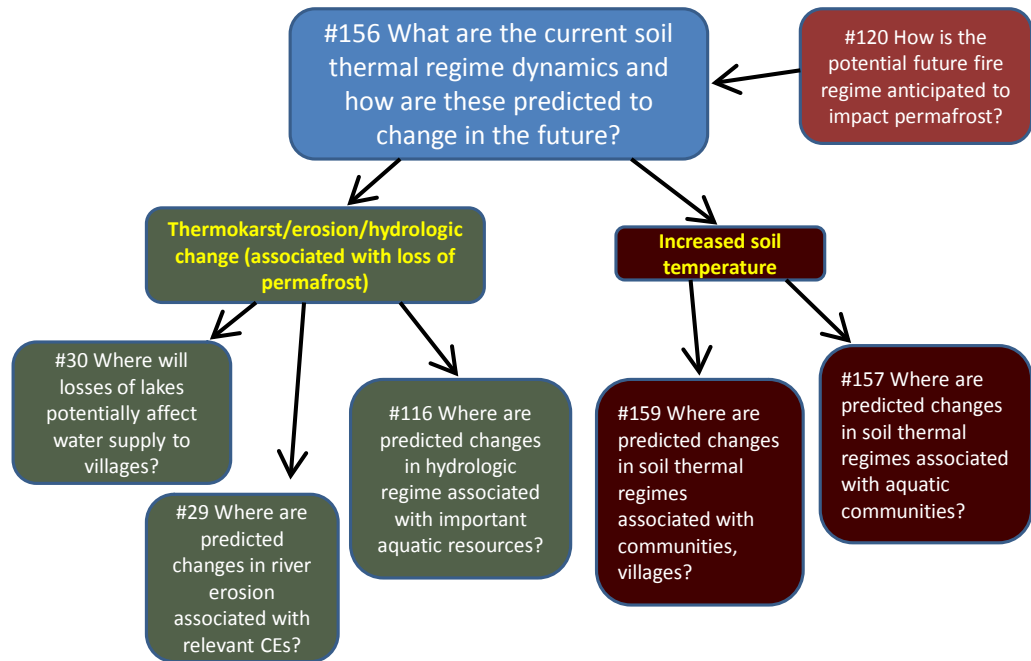 #156 What are the current soil
thermal regime dynamics and
how are these predicted to
change in the future?
#120 How is the
potential future fire
regime anticipated to
impact permafrost?
Thermokarst/erosion/hydrologic
change (associated with loss of
permafrost)
Increased soil
temperature
#30 Where will
losses of lakes
potentially affect
water supply to
villages?
#29 Where are
predicted
changes in river
erosion
associated with
relevant CEs?
#116 Where are
predicted changes
in hydrologic
regime associated
with important
aquatic resources?
#159 Where are
predicted changes
in soil thermal
regimes
associated with
communities,
villages?
#157 Where are
predicted changes
in soil thermal
regimes associated
with aquatic
communities?